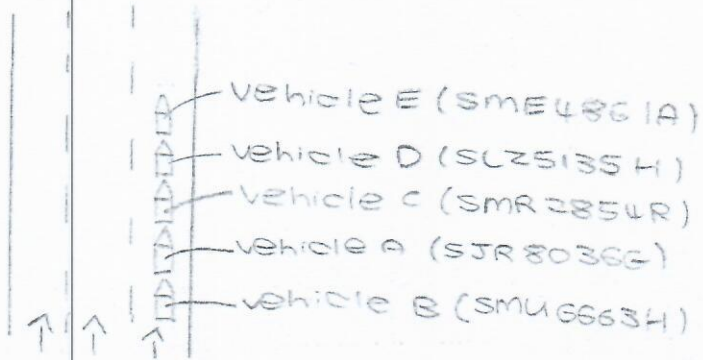 Vehicle E (SME4861A)
Vehicle D (SLZ5135H)
Vehicle C (SMR2854R)
Vehicle A (SJR8036G)
Vehicle B (SMU6663H)